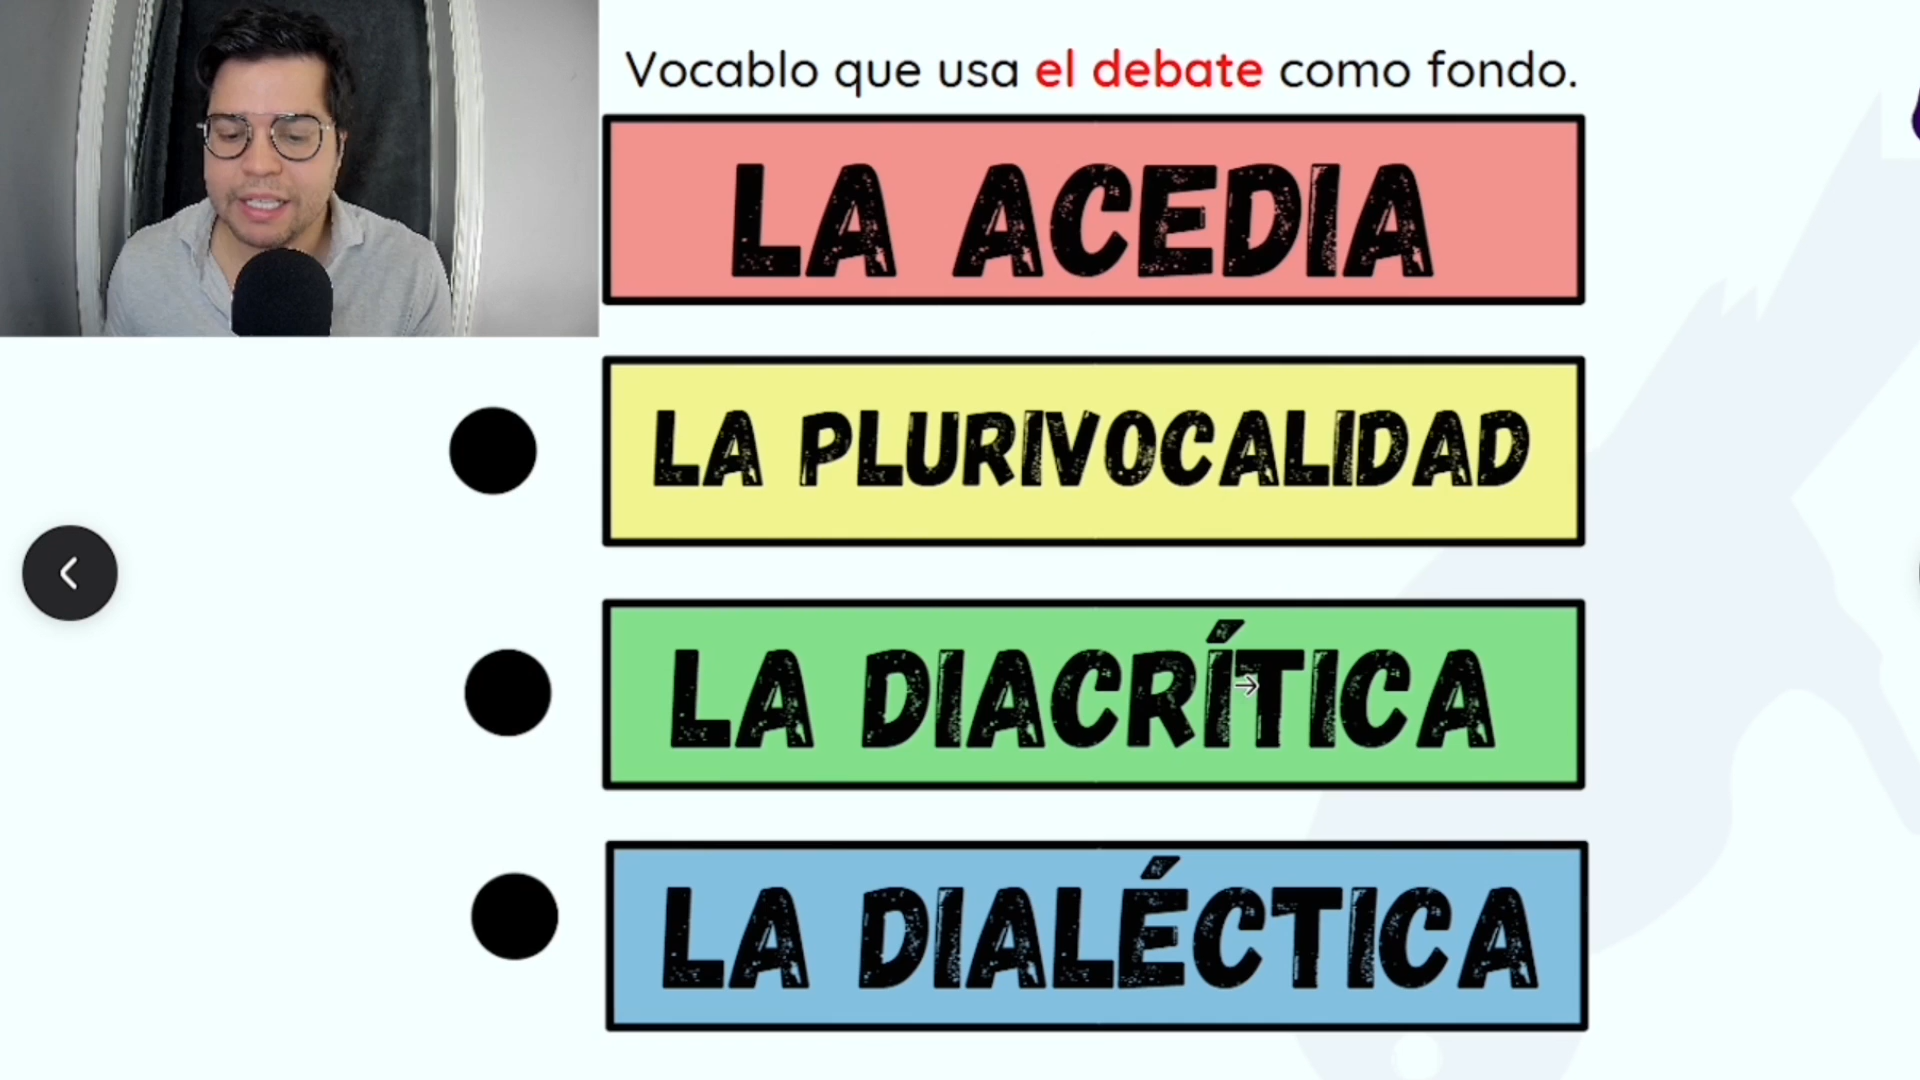 Vocablo que usa el debate como fondo.
LA ACEDIA
LA PLURIVOCALIDAD
LA DIACRÍTICA
LA DIALÉCTICA